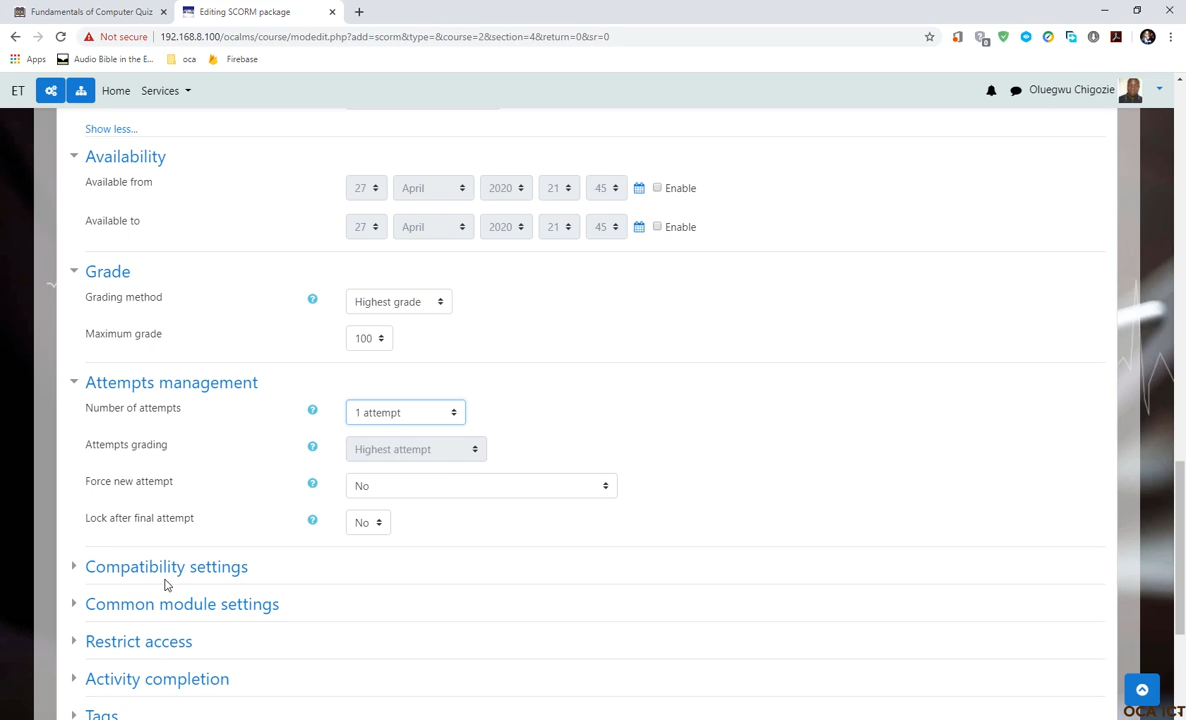 Fundamentals of Computer Quiz
Editing SCORM package
Not secure | 192.168.8.100/ocalms/course/modedit.php?add=scorm&type=&course=2&section=4&return=0&sr=0
Apps Audio Bible in the E... oca Firebase
ET Home Services Oluegwu Chigozie
Show less...
Availability
Available from 27 April 2020 21 45 Enable
Available to 27 April 2020 21 45 Enable
Grade
Grading method ? Highest grade
Maximum grade 100
Attempts management
Number of attempts ? 1 attempt
Attempts grading ? Highest attempt
Force new attempt ? No
Lock after final attempt ? No
Compatibility settings
Common module settings
Restrict access
Activity completion
Tags
OCA ICT